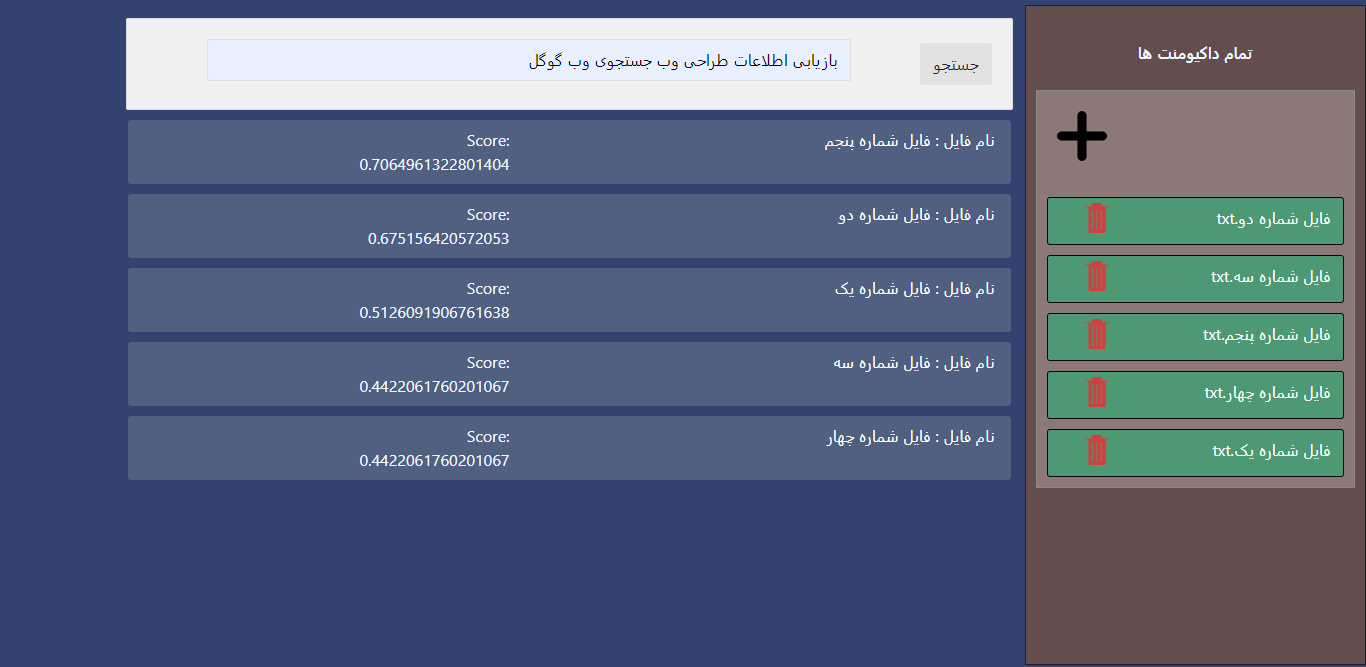 تمام داکیومنت ها
فایل شماره دو.txt
فایل شماره سه.txt
فایل شماره پنجم.txt
فایل شماره چهار.txt
فایل شماره یک.txt
جستجو
بازیابی اطلاعات طراحی وب جستجوی وب گوگل
نام فایل : فایل شماره پنجم
Score:
0.7064961322801404
نام فایل : فایل شماره دو
Score:
0.675156420572053
نام فایل : فایل شماره یک
Score:
0.5126091906761638
نام فایل : فایل شماره سه
Score:
0.4422061760201067
نام فایل : فایل شماره چهار
Score:
0.4422061760201067